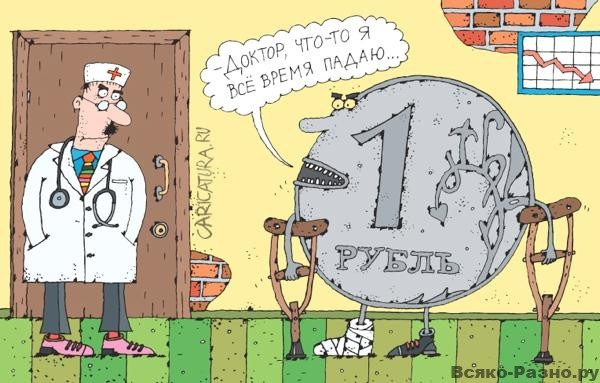 - ДОКТОР, ЧТО-ТО Я
ВСЁ ВРЕМЯ ПАДАЮ...
1
РУБЛЬ
CARICATURA.RU
Всяко-Разно.ру